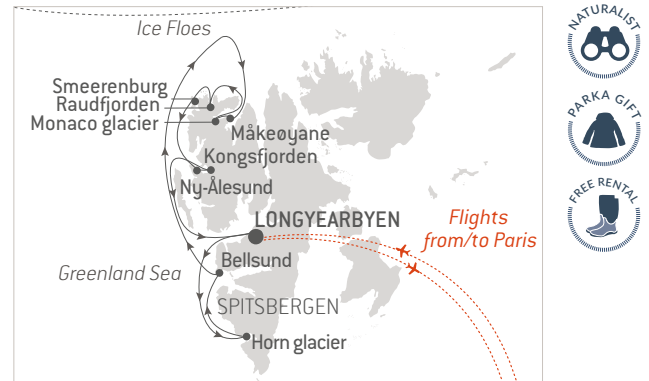 Ice Floes
Smeerenburg
Raudfjorden
Monaco glacier
Måkeøyane
Kongsfjorden
Ny-Ålesund
LONGYEARBYEN
Flights
from/to Paris
Bellsund
Greenland Sea
SPITSBERGEN
Horn glacier
NATURALIST
PARKA GIFT
FREE RENTAL